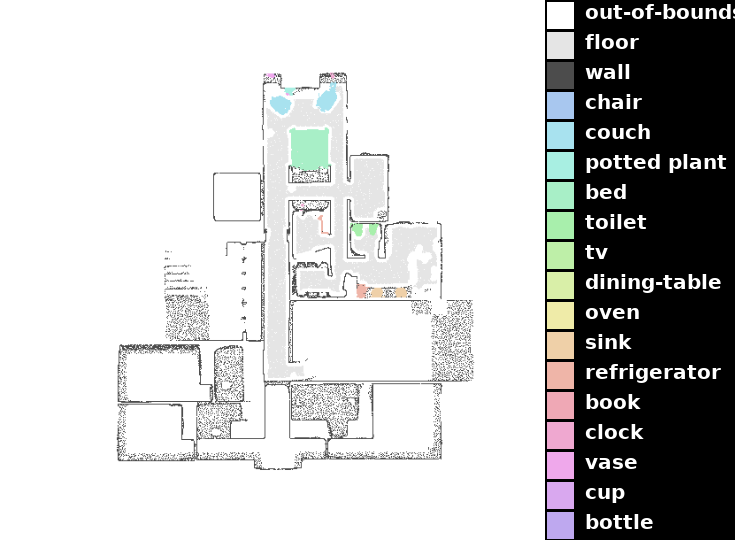 out-of-bounds
floor
wall
chair
couch
potted plant
bed
toilet
tv
dining-table
oven
sink
refrigerator
book
clock
vase
cup
bottle